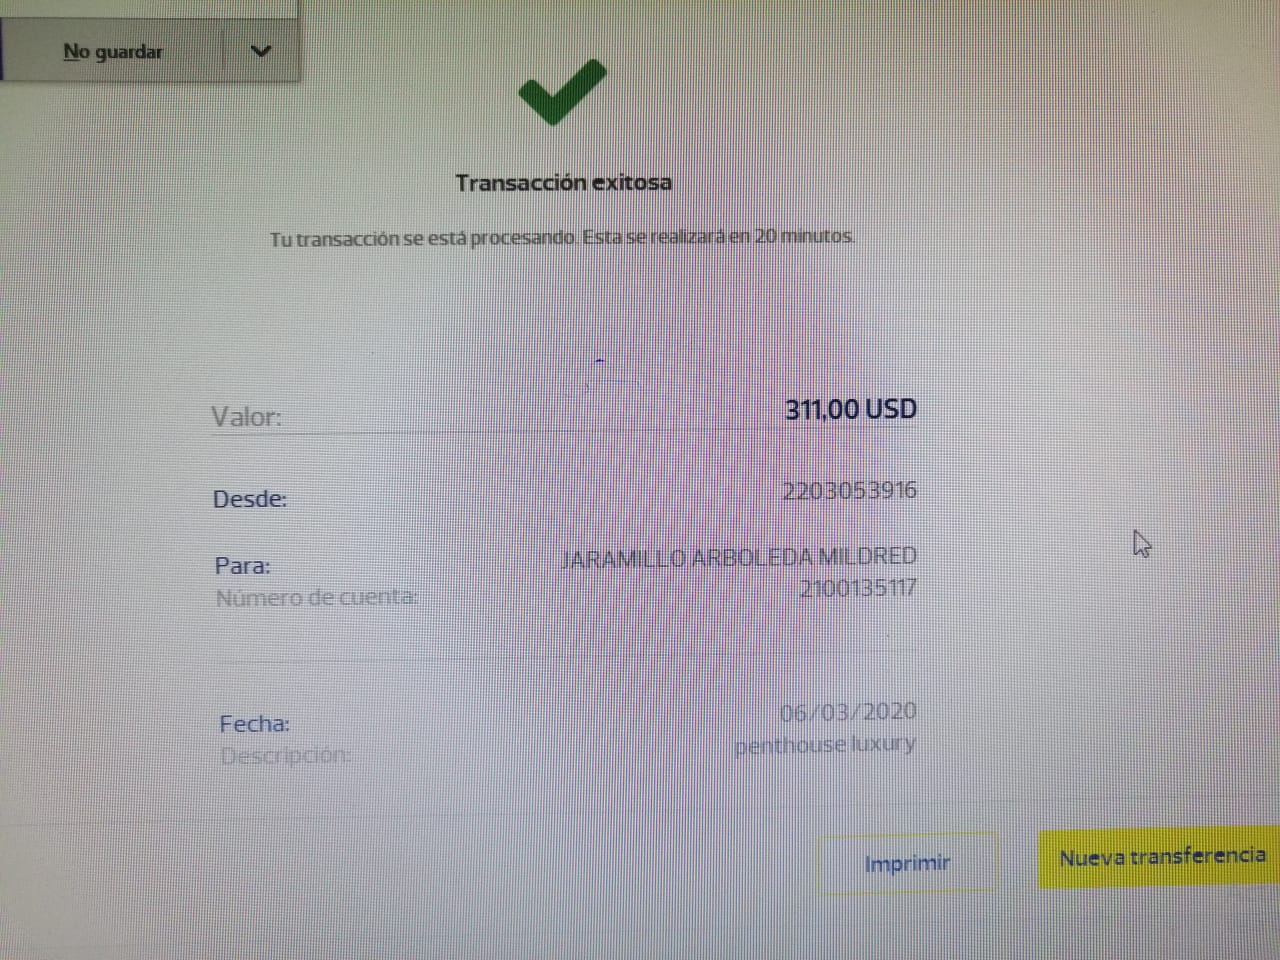 No guardar
Transacción exitosa
Tu transacción se está procesando. Esta se realizará en 20 minutos.
Valor: 311,00 USD
Desde: 2203053916
Para: JARAMILLO ARBOLEDA MILDRED
Número de cuenta: 2100135117
Fecha: 06/03/2020
Descripción: penthouse luxury
Imprimir
Nueva transferencia